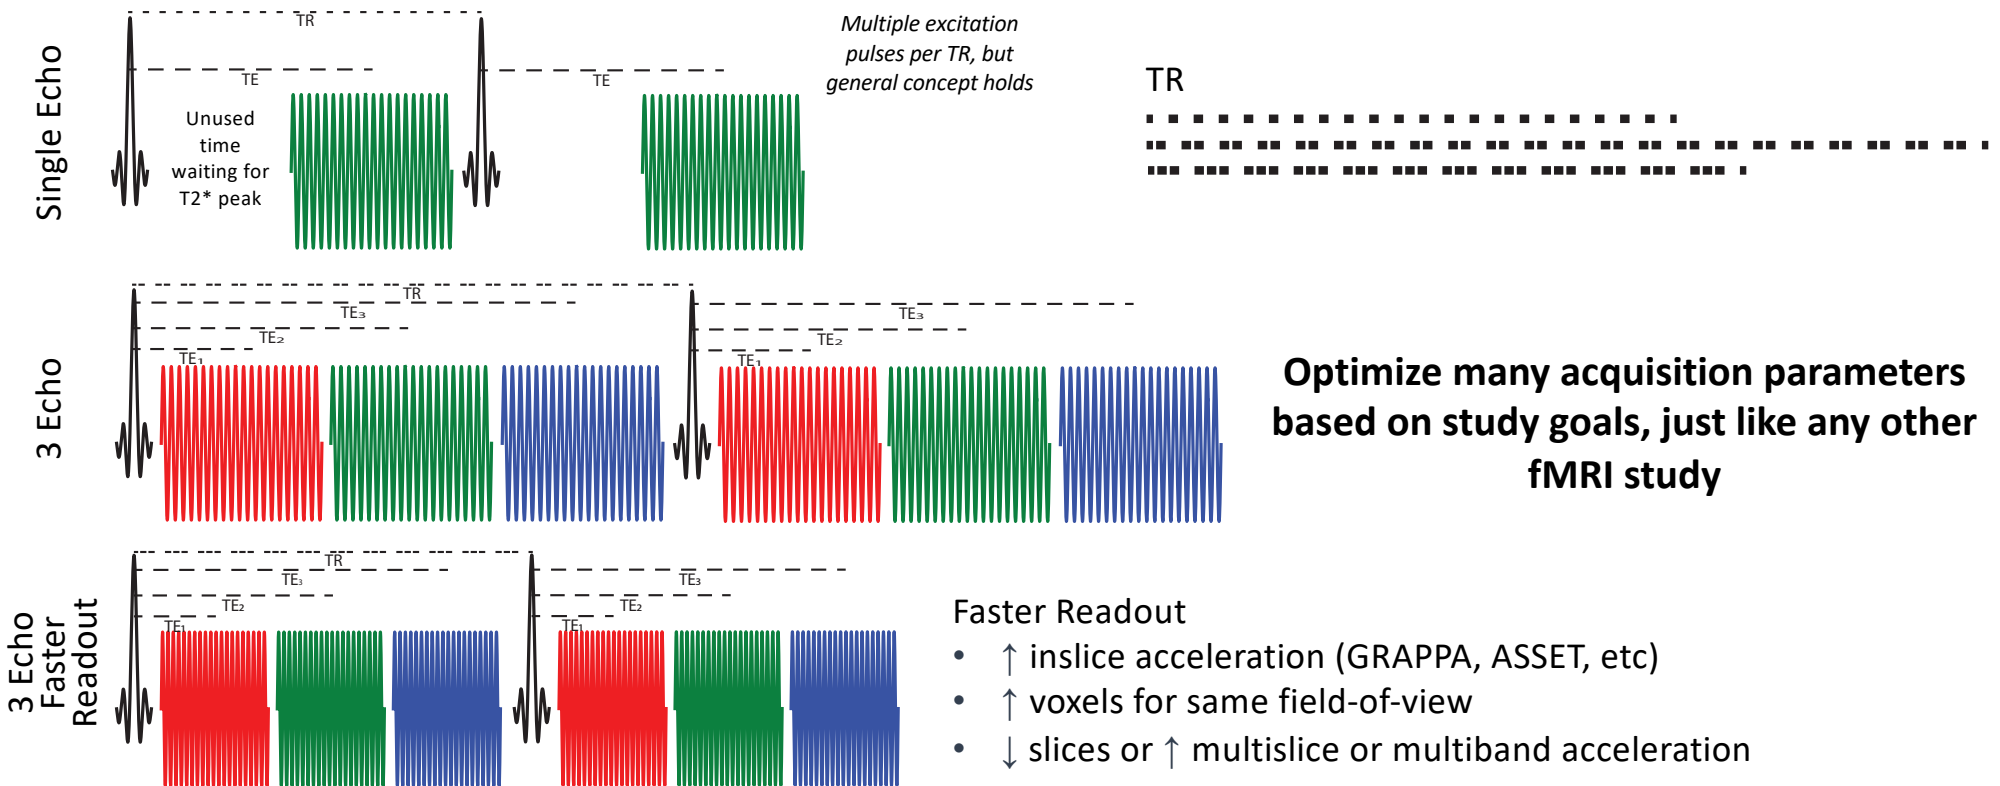 Single Echo
TR
TE
TE
Unused
time
waiting for
T2* peak
Multiple excitation
pulses per TR, but
general concept holds
TR
3 Echo
TR
TE₃
TE₂
TE₁
TE₃
TE₂
TE₁
Optimize many acquisition parameters
based on study goals, just like any other
fMRI study
3 Echo
Faster
Readout
TR
TE₃
TE₂
TE₁
TE₃
TE₂
TE₁
Faster Readout
• ↑ inslice acceleration (GRAPPA, ASSET, etc)
• ↑ voxels for same field-of-view
• ↓ slices or ↑ multislice or multiband acceleration